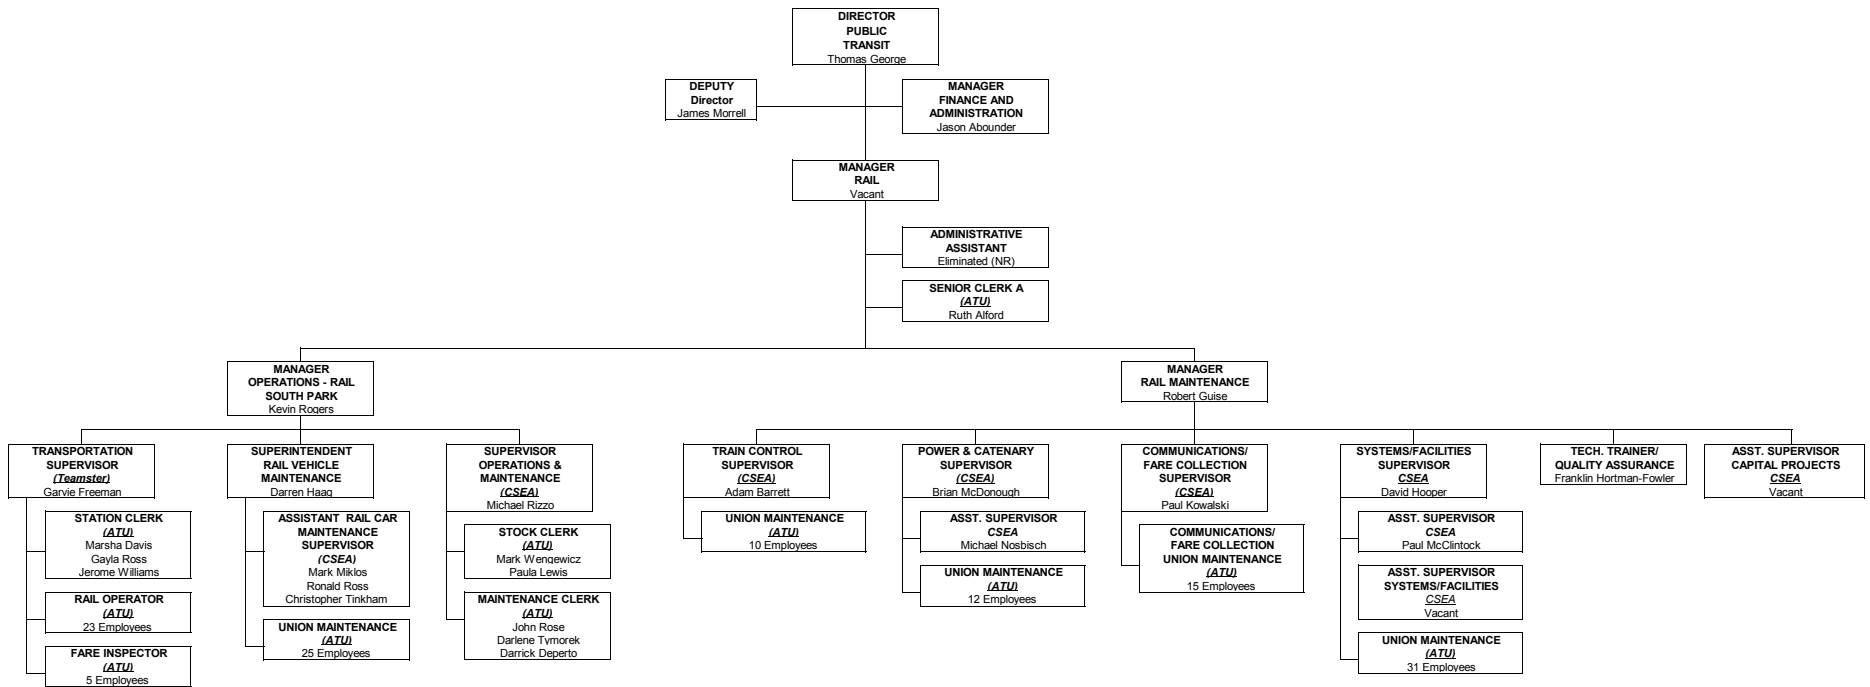 DIRECTOR
PUBLIC
TRANSIT
Thomas George
DEPUTY
Director
James Morrell
MANAGER
FINANCE AND
ADMINISTRATION
Jason Abounder
MANAGER
RAIL
Vacant
ADMINISTRATIVE
ASSISTANT
Eliminated (NR)
SENIOR CLERK A
(ATU)
Ruth Alford
MANAGER
OPERATIONS - RAIL
SOUTH PARK
Kevin Rogers
MANAGER
RAIL MAINTENANCE
Robert Guise
TRANSPORTATION
SUPERVISOR
(Teamster)
Garvie Freeman
STATION CLERK
(ATU)
Marsha Davis
Gayla Ross
Jerome Williams
RAIL OPERATOR
(ATU)
23 Employees
FARE INSPECTOR
(ATU)
5 Employees
SUPERINTENDENT
RAIL VEHICLE
MAINTENANCE
Darren Haag
ASSISTANT RAIL CAR
MAINTENANCE
SUPERVISOR
(CSEA)
Mark Miklos
Ronald Ross
Christopher Tinkham
UNION MAINTENANCE
(ATU)
25 Employees
SUPERVISOR
OPERATIONS &
MAINTENANCE
(CSEA)
Michael Rizzo
STOCK CLERK
(ATU)
Mark Wengewicz
Paula Lewis
MAINTENANCE CLERK
(ATU)
John Rose
Darlene Tymorek
Darrick Deperto
TRAIN CONTROL
SUPERVISOR
(CSEA)
Adam Barrett
UNION MAINTENANCE
(ATU)
10 Employees
POWER & CATENARY
SUPERVISOR
(CSEA)
Brian McDonough
ASST. SUPERVISOR
CSEA
Michael Nosbisch
UNION MAINTENANCE
(ATU)
12 Employees
COMMUNICATIONS/
FARE COLLECTION
SUPERVISOR
(CSEA)
Paul Kowalski
COMMUNICATIONS/
FARE COLLECTION
UNION MAINTENANCE
(ATU)
15 Employees
SYSTEMS/FACILITIES
SUPERVISOR
CSEA
David Hooper
ASST. SUPERVISOR
CSEA
Paul McClintock
ASST. SUPERVISOR
SYSTEMS/FACILITIES
CSEA
Vacant
UNION MAINTENANCE
(ATU)
31 Employees
TECH. TRAINER/
QUALITY ASSURANCE
Franklin Hortman-Fowler
ASST. SUPERVISOR
CAPITAL PROJECTS
CSEA
Vacant